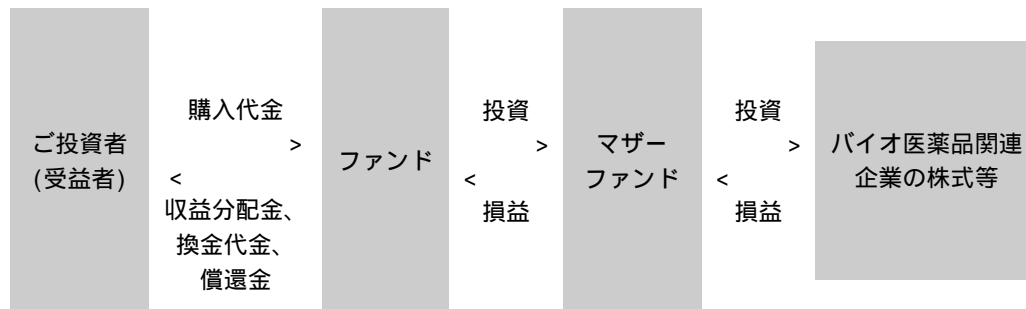 ご投資者
(受益者)
購入代金
>
<
収益分配金、
換金代金、
償還金
ファンド
投資
>
<
損益
マザー
ファンド
投資
>
<
損益
バイオ医薬品関連
企業の株式等